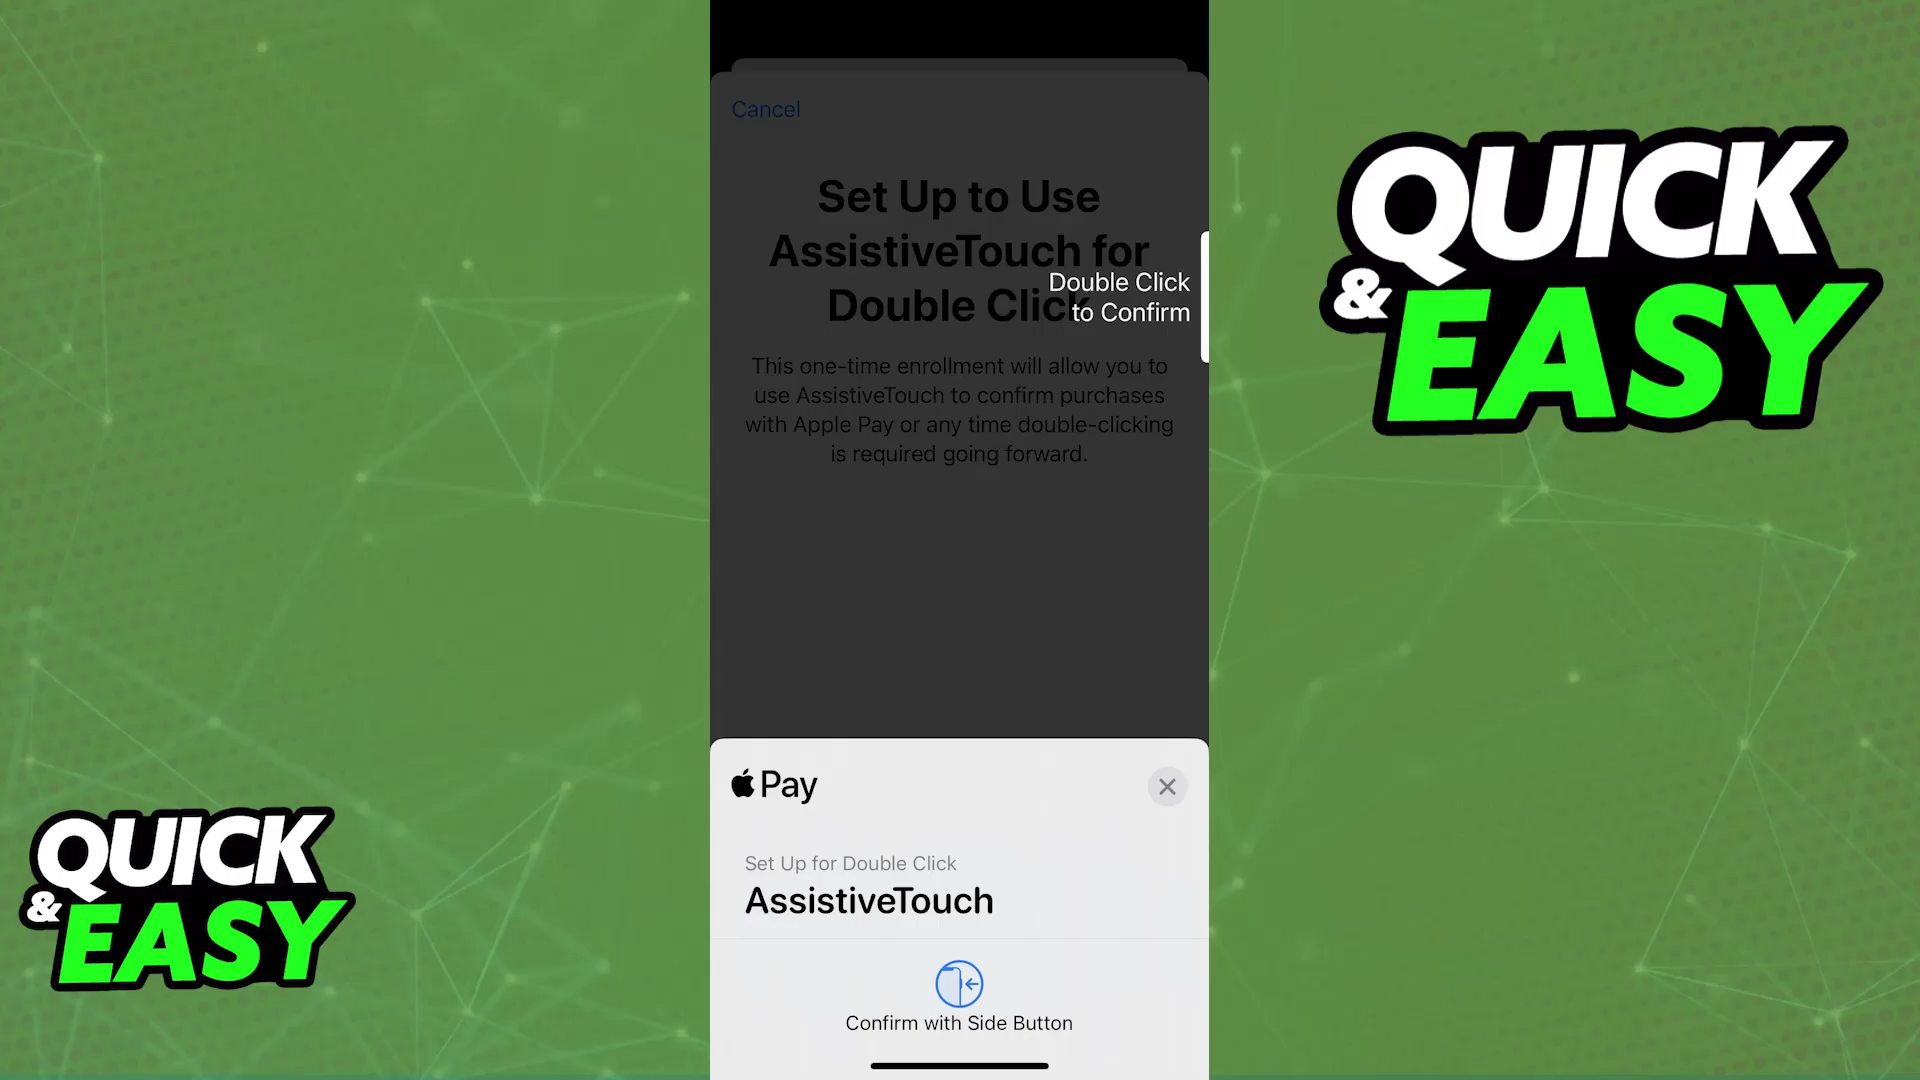 Cancel
Set Up to Use
AssistiveTouch for
Double Click
Double Click
to Confirm
This one-time enrollment will allow you to
use AssistiveTouch to confirm purchases
with Apple Pay or any time double-clicking
is required going forward.
QUICK
& EASY
Pay
Set Up for Double Click
AssistiveTouch
Confirm with Side Button
QUICK
& EASY